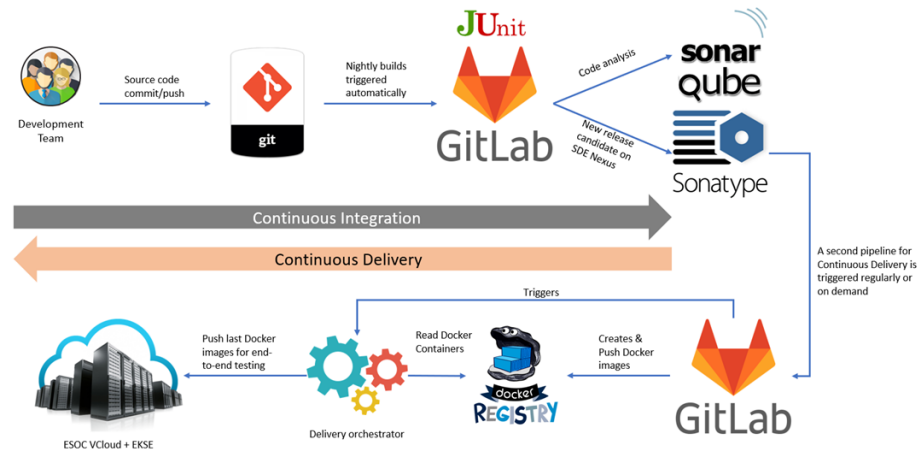 JUnit
Source code
commit/push
Nightly builds
triggered
automatically
Code analysis
sonar
qube
Development
Team
git
GitLab
New release
candidate on
SDE Nexus
Sonatype
Continuous Integration
Continuous Delivery
A second pipeline for
Continuous Delivery is
triggered regularly or
on demand
Triggers
Push last Docker
images for end-
to-end testing
Read Docker
Containers
Creates &
Push Docker
images
docker
REGISTRY
GitLab
Delivery orchestrator
ESOC VCloud + EKSE